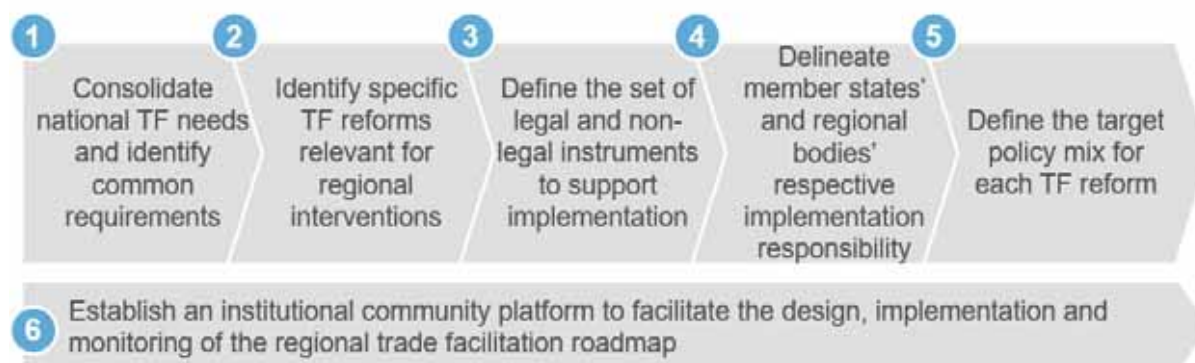 1
Consolidate
national TF needs
and identify
common
requirements
2
Identify specific
TF reforms
relevant for
regional
interventions
3
Define the set of
legal and non-
legal instruments
to support
implementation
4
Delineate
member states'
and regional
bodies'
respective
implementation
responsibility
5
Define the target
policy mix for
each TF reform
6
Establish an institutional community platform to facilitate the design, implementation and
monitoring of the regional trade facilitation roadmap